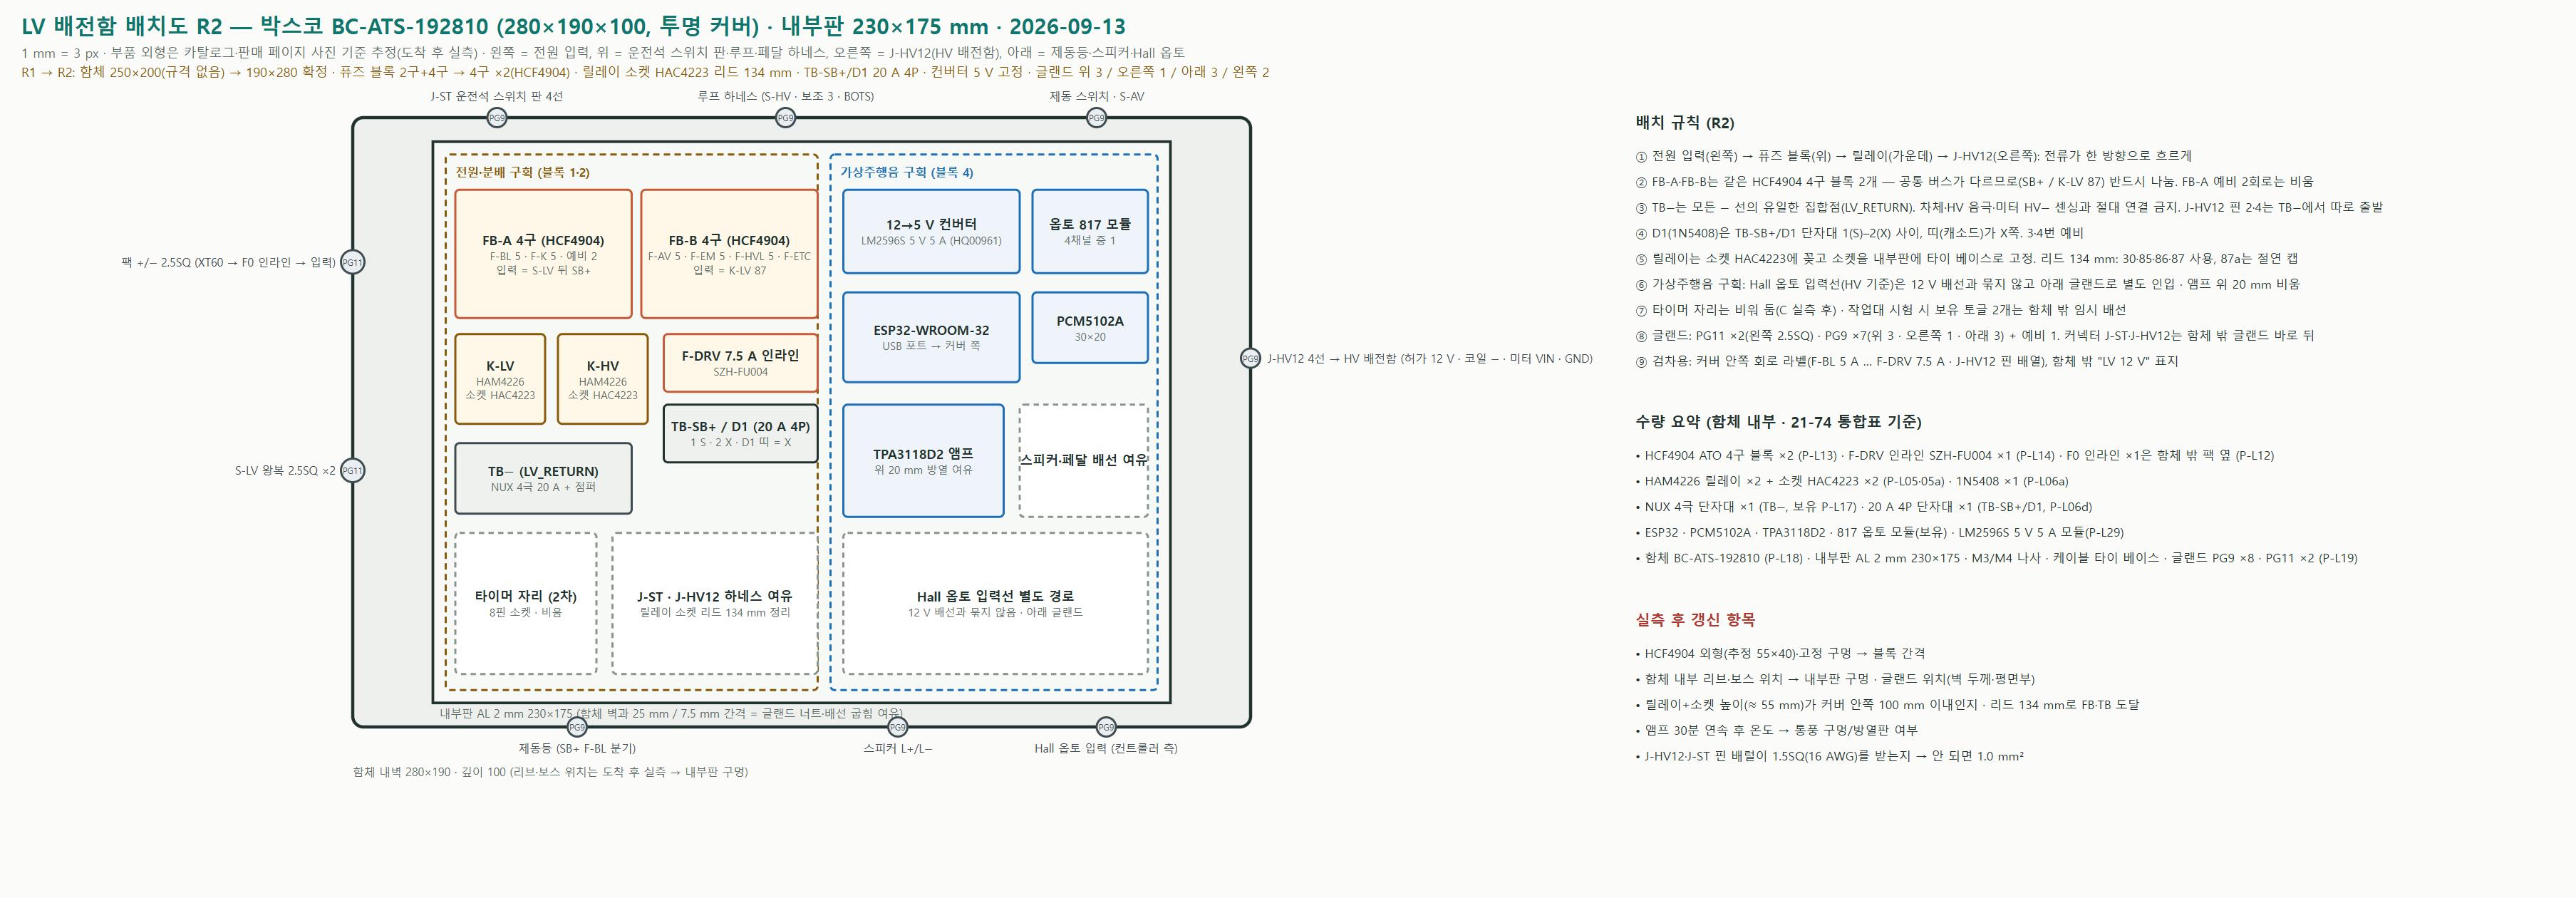 LV 배전함 배치도 R2 — 박스코 BC-ATS-192810 (280×190×100, 투명 커버) · 내부판 230×175 mm · 2026-09-13
1 mm = 3 px · 부품 외형은 카탈로그·판매 페이지 사진 기준 추정(도착 후 실측) · 왼쪽 = 전원 입력, 위 = 운전석 스위치 판·루프·페달 하네스, 오른쪽 = J-HV12(HV 배전함), 아래 = 제동등·스피커·Hall 옵토
R1 → R2: 함체 250×200(규격 없음) → 190×280 확정 · 퓨즈 블록 2구+4구 → 4구 ×2(HCF4904) · 릴레이 소켓 HAC4223 리드 134 mm · TB-SB+/D1 20 A 4P · 컨버터 5 V 고정 · 글랜드 위 3 / 오른쪽 1 / 아래 3 / 왼쪽 2
J-ST 운전석 스위치 판 4선
루프 하네스 (S-HV · 보조 3 · BOTS)
제동 스위치 · S-AV
PG9
PG9
PG9
전원·분배 구획 (블록 1·2)
가상주행음 구획 (블록 4)
FB-A 4구 (HCF4904)
F-BL 5 · F-K 5 · 예비 2
입력 = S-LV 뒤 SB+
FB-B 4구 (HCF4904)
F-AV 5 · F-EM 5 · F-HVL 5 · F-ETC
입력 = K-LV 87
12→5 V 컨버터
LM2596S 5 V 5 A (HQ00961)
옵토 817 모듈
4채널 중 1
팩 +/− 2.5SQ (XT60 → F0 인라인 → 입력)
PG11
K-LV
HAM4226
소켓 HAC4223
K-HV
HAM4226
소켓 HAC4223
F-DRV 7.5 A 인라인
SZH-FU004
ESP32-WROOM-32
USB 포트 → 커버 쪽
PCM5102A
30×20
PG9
J-HV12 4선 → HV 배전함 (허가 12 V · 코일 − · 미터 VIN · GND)
TB-SB+ / D1 (20 A 4P)
1 S · 2 X · D1 띠 = X
S-LV 왕복 2.5SQ ×2
PG11
TB− (LV_RETURN)
NUX 4극 20 A + 점퍼
TPA3118D2 앰프
위 20 mm 방열 여유
스피커·페달 배선 여유
타이머 자리 (2차)
8핀 소켓 · 비움
J-ST · J-HV12 하네스 여유
릴레이 소켓 리드 134 mm 정리
Hall 옵토 입력선 별도 경로
12 V 배선과 묶지 않음 · 아래 글랜드
내부판 AL 2 mm 230×175 (함체 벽과 25 mm / 7.5 mm 간격 = 글랜드 너트·배선 굽힘 여유)
PG9
PG9
PG9
제동등 (SB+ F-BL 분기)
스피커 L+/L−
Hall 옵토 입력 (컨트롤러 측)
함체 내벽 280×190 · 깊이 100 (리브·보스 위치는 도착 후 실측 → 내부판 구멍)
배치 규칙 (R2)
① 전원 입력(왼쪽) → 퓨즈 블록(위) → 릴레이(가운데) → J-HV12(오른쪽): 전류가 한 방향으로 흐르게
② FB-A·FB-B는 같은 HCF4904 4구 블록 2개 — 공통 버스가 다르므로(SB+ / K-LV 87) 반드시 나눔. FB-A 예비 2회로는 비움
③ TB−는 모든 − 선의 유일한 집합점(LV_RETURN). 차체·HV 음극·미터 HV− 센싱과 절대 연결 금지. J-HV12 핀 2·4는 TB−에서 따로 출발
④ D1(1N5408)은 TB-SB+/D1 단자대 1(S)–2(X) 사이, 띠(캐소드)가 X쪽. 3·4번 예비
⑤ 릴레이는 소켓 HAC4223에 꽂고 소켓을 내부판에 타이 베이스로 고정. 리드 134 mm: 30·85·86·87 사용, 87a는 절연 캡
⑥ 가상주행음 구획: Hall 옵토 입력선(HV 기준)은 12 V 배선과 묶지 않고 아래 글랜드로 별도 인입 · 앰프 위 20 mm 비움
⑦ 타이머 자리는 비워 둠(C 실측 후) · 작업대 시험 시 보유 토글 2개는 함체 밖 임시 배선
⑧ 글랜드: PG11 ×2(왼쪽 2.5SQ) · PG9 ×7(위 3 · 오른쪽 1 · 아래 3) + 예비 1. 커넥터 J-ST·J-HV12는 함체 밖 글랜드 바로 뒤
⑨ 검차용: 커버 안쪽 회로 라벨(F-BL 5 A … F-DRV 7.5 A · J-HV12 핀 배열), 함체 밖 "LV 12 V" 표지
수량 요약 (함체 내부 · 21-74 통합표 기준)
• HCF4904 ATO 4구 블록 ×2 (P-L13) · F-DRV 인라인 SZH-FU004 ×1 (P-L14) · F0 인라인 ×1은 함체 밖 팩 옆 (P-L12)
• HAM4226 릴레이 ×2 + 소켓 HAC4223 ×2 (P-L05·05a) · 1N5408 ×1 (P-L06a)
• NUX 4극 단자대 ×1 (TB−, 보유 P-L17) · 20 A 4P 단자대 ×1 (TB-SB+/D1, P-L06d)
• ESP32 · PCM5102A · TPA3118D2 · 817 옵토 모듈(보유) · LM2596S 5 V 5 A 모듈(P-L29)
• 함체 BC-ATS-192810 (P-L18) · 내부판 AL 2 mm 230×175 · M3/M4 나사 · 케이블 타이 베이스 · 글랜드 PG9 ×8 · PG11 ×2 (P-L19)
실측 후 갱신 항목
• HCF4904 외형(추정 55×40)·고정 구멍 → 블록 간격
• 함체 내부 리브·보스 위치 → 내부판 구멍 · 글랜드 위치(벽 두께·평면부)
• 릴레이+소켓 높이(≈ 55 mm)가 커버 안쪽 100 mm 이내인지 · 리드 134 mm로 FB·TB 도달
• 앰프 30분 연속 후 온도 → 통풍 구멍/방열판 여부
• J-HV12·J-ST 핀 배럴이 1.5SQ(16 AWG)를 받는지 → 안 되면 1.0 mm²